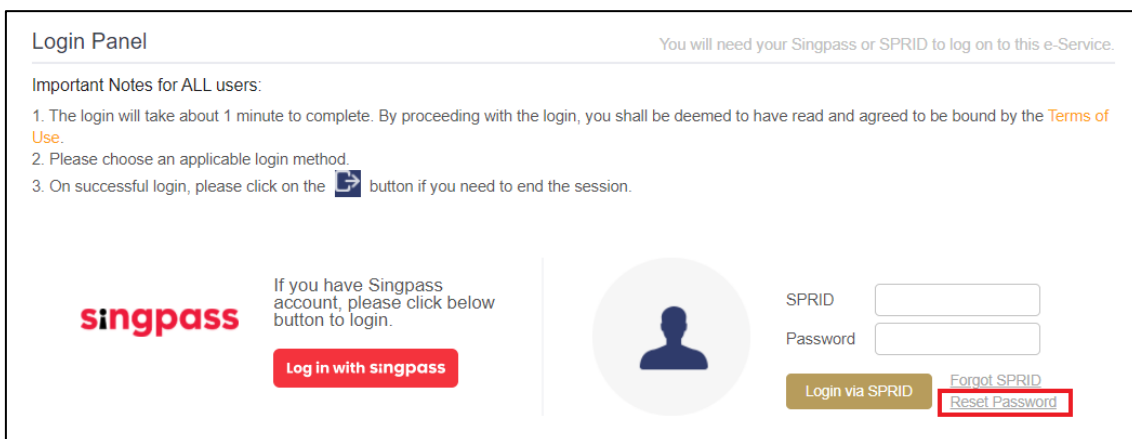 Login Panel
You will need your Singpass or SPRID to log on to this e-Service.
Important Notes for ALL users:
1. The login will take about 1 minute to complete. By proceeding with the login, you shall be deemed to have read and agreed to be bound by the Terms of
Use.
2. Please choose an applicable login method.
3. On successful login, please click on the button if you need to end the session.
singpass
If you have Singpass
account, please click below
button to login.
Log in with singpass
SPRID
Password
Login via SPRID
Forgot SPRID
Reset Password